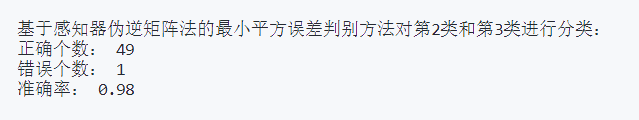 基于感知器伪逆矩阵法的最小平方误差判别方法对第2类和第3类进行分类：
正确个数： 49
错误个数： 1
准确率： 0.98